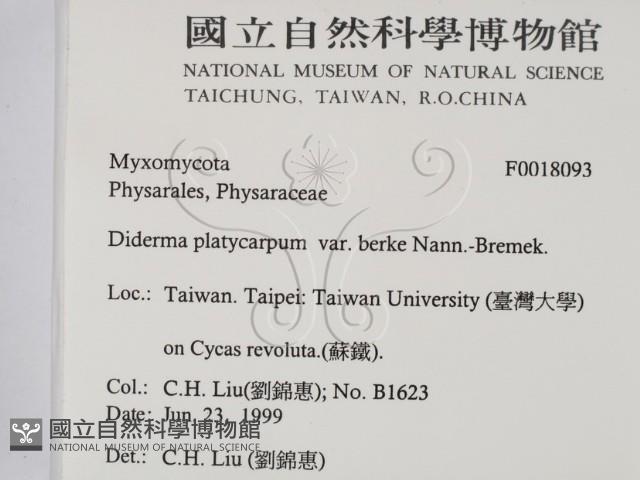 國立自然科學博物館
NATIONAL MUSEUM OF NATURAL SCIENCE
TAICHUNG, TAIWAN, R.O.CHINA
Myxomycota F0018093
Physarales, Physaraceae
Diderma platycarpum var. berke Nann.-Bremek.
Loc.: Taiwan. Taipei: Taiwan University (臺灣大學)
on Cycas revoluta.(蘇鐵).
Col.: C.H. Liu(劉錦惠); No. B1623
Date: Jun. 23, 1999
國立自然科學博物館
NATIONAL MUSEUM OF NATURAL SCIENCE
Det.: C.H. Liu (劉錦惠)